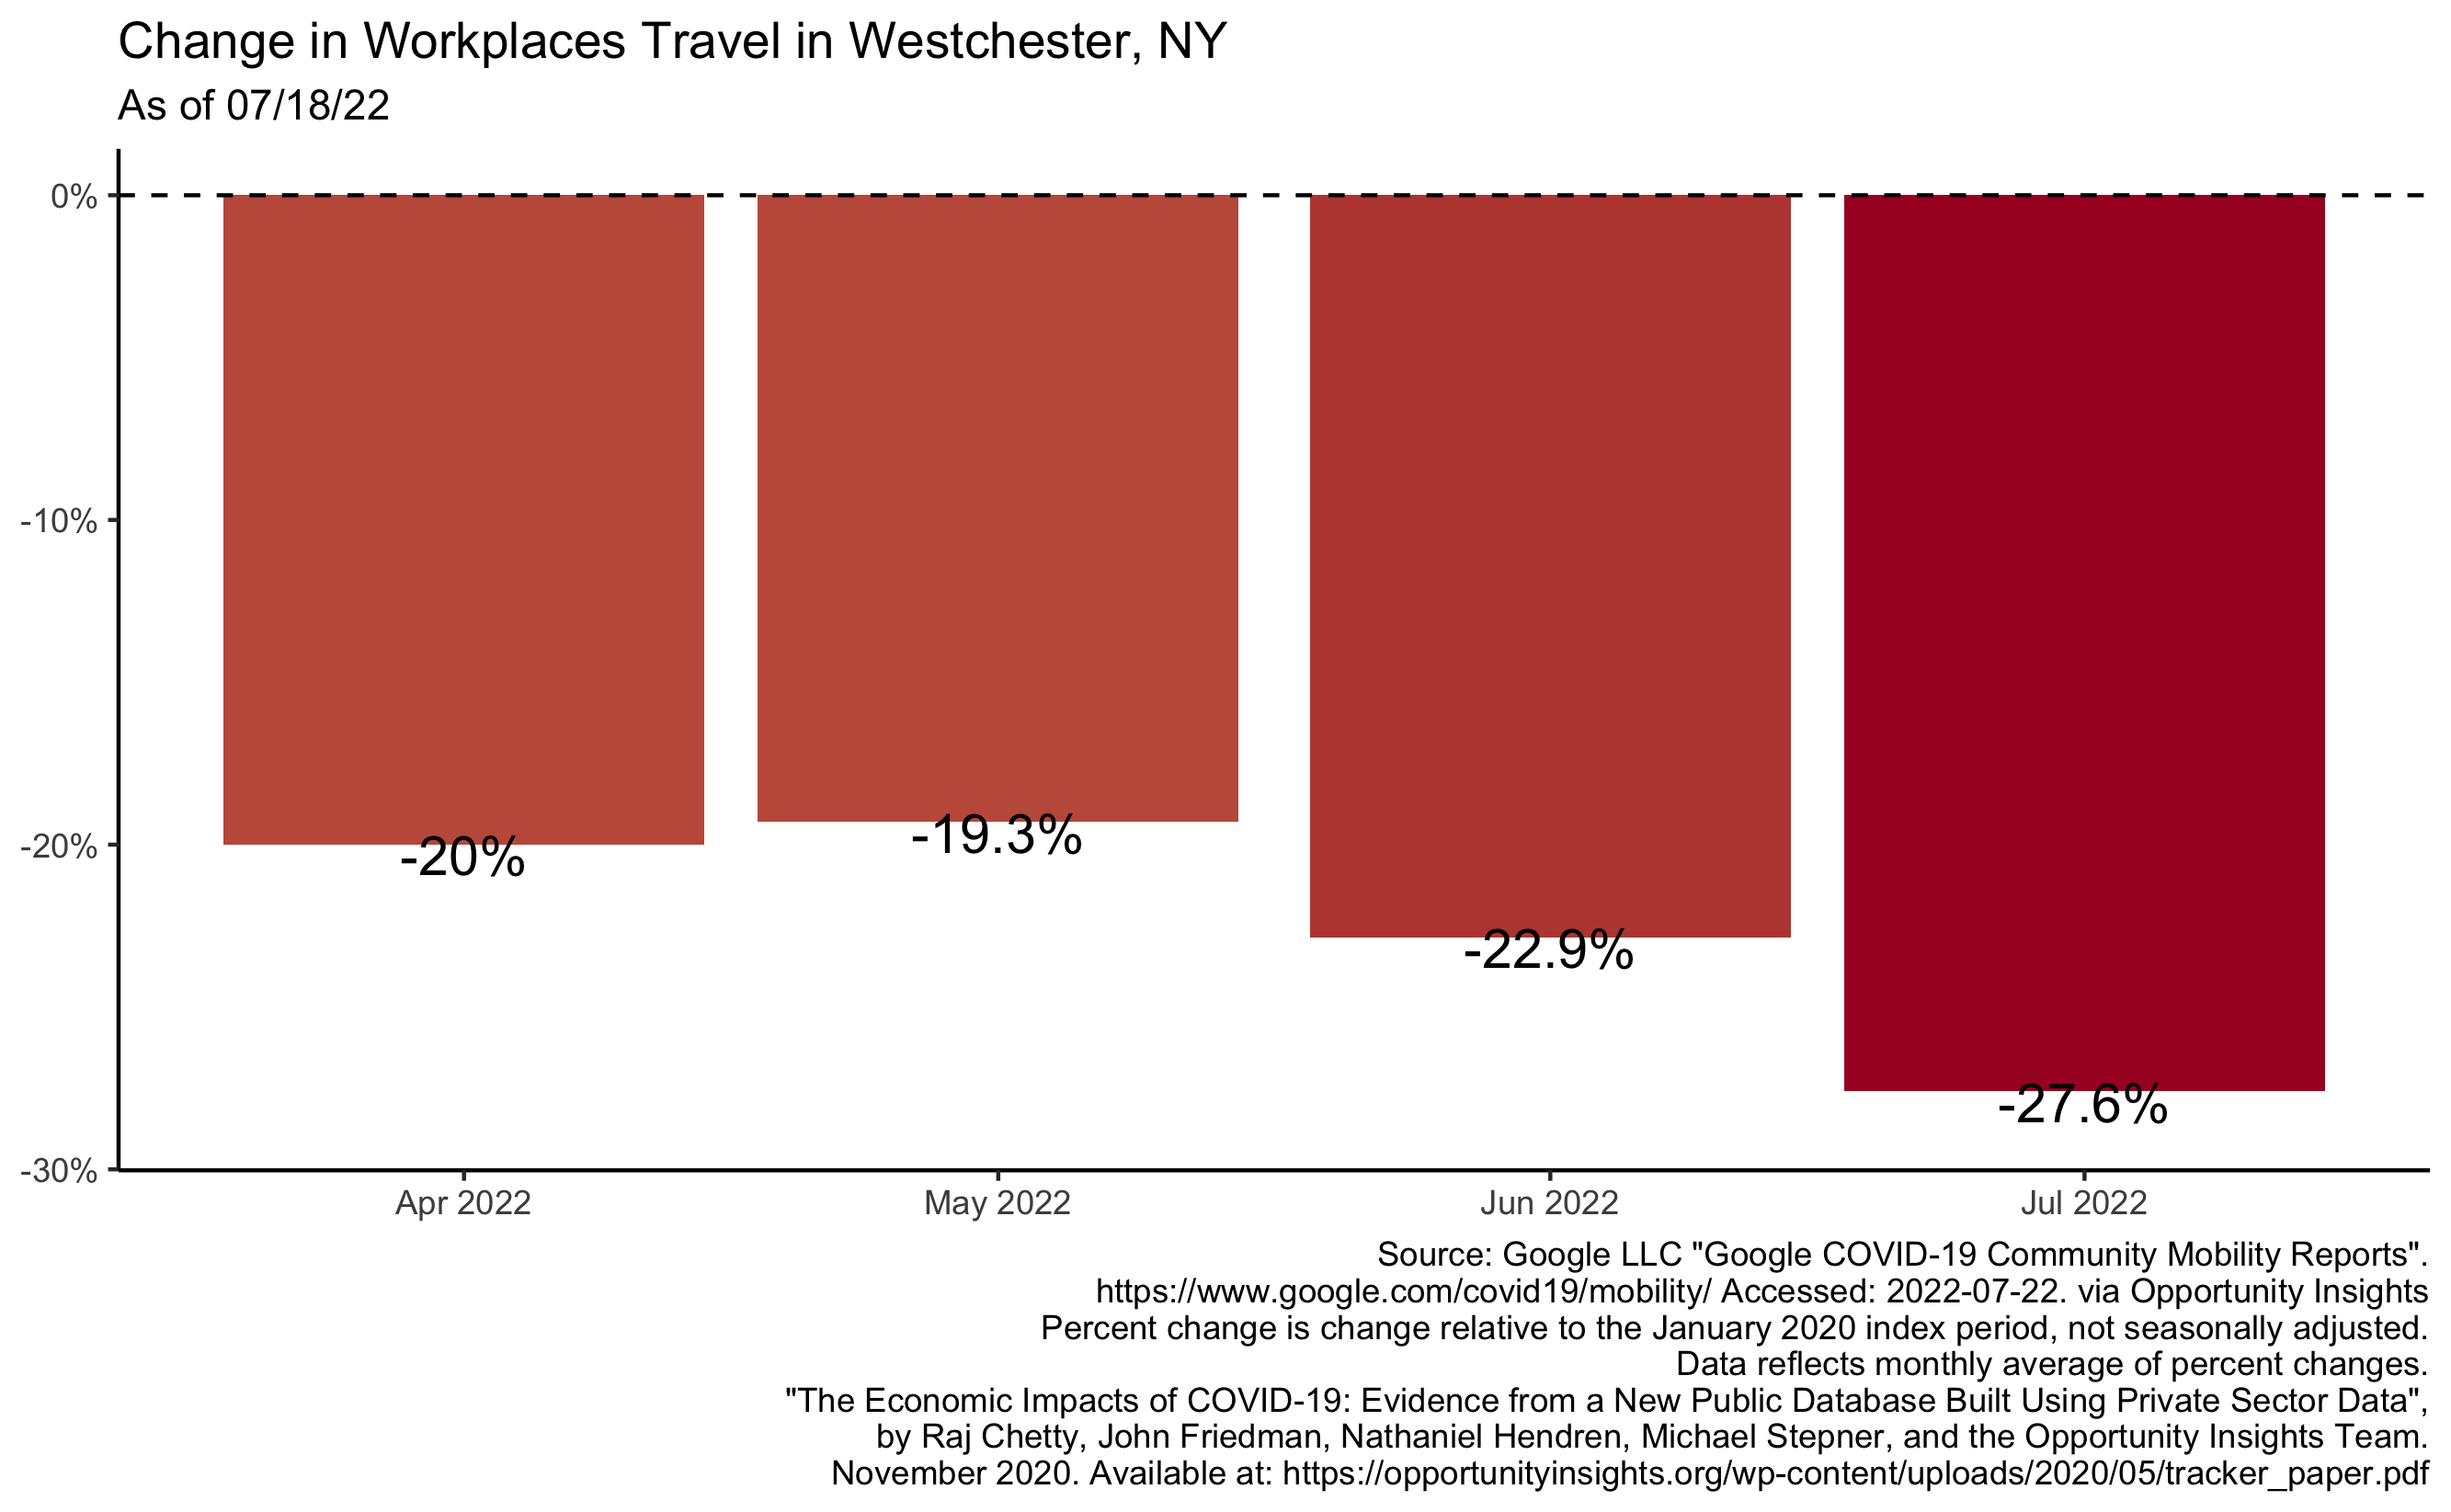 Change in Workplaces Travel in Westchester, NY
As of 07/18/22
0%
-10%
-20%
-30%
-20%
-19.3%
-22.9%
-27.6%
Apr 2022
May 2022
Jun 2022
Jul 2022
Source: Google LLC "Google COVID-19 Community Mobility Reports".
https://www.google.com/covid19/mobility/ Accessed: 2022-07-22. via Opportunity Insights
Percent change is change relative to the January 2020 index period, not seasonally adjusted.
Data reflects monthly average of percent changes.
"The Economic Impacts of COVID-19: Evidence from a New Public Database Built Using Private Sector Data",
by Raj Chetty, John Friedman, Nathaniel Hendren, Michael Stepner, and the Opportunity Insights Team.
November 2020. Available at: https://opportunityinsights.org/wp-content/uploads/2020/05/tracker_paper.pdf